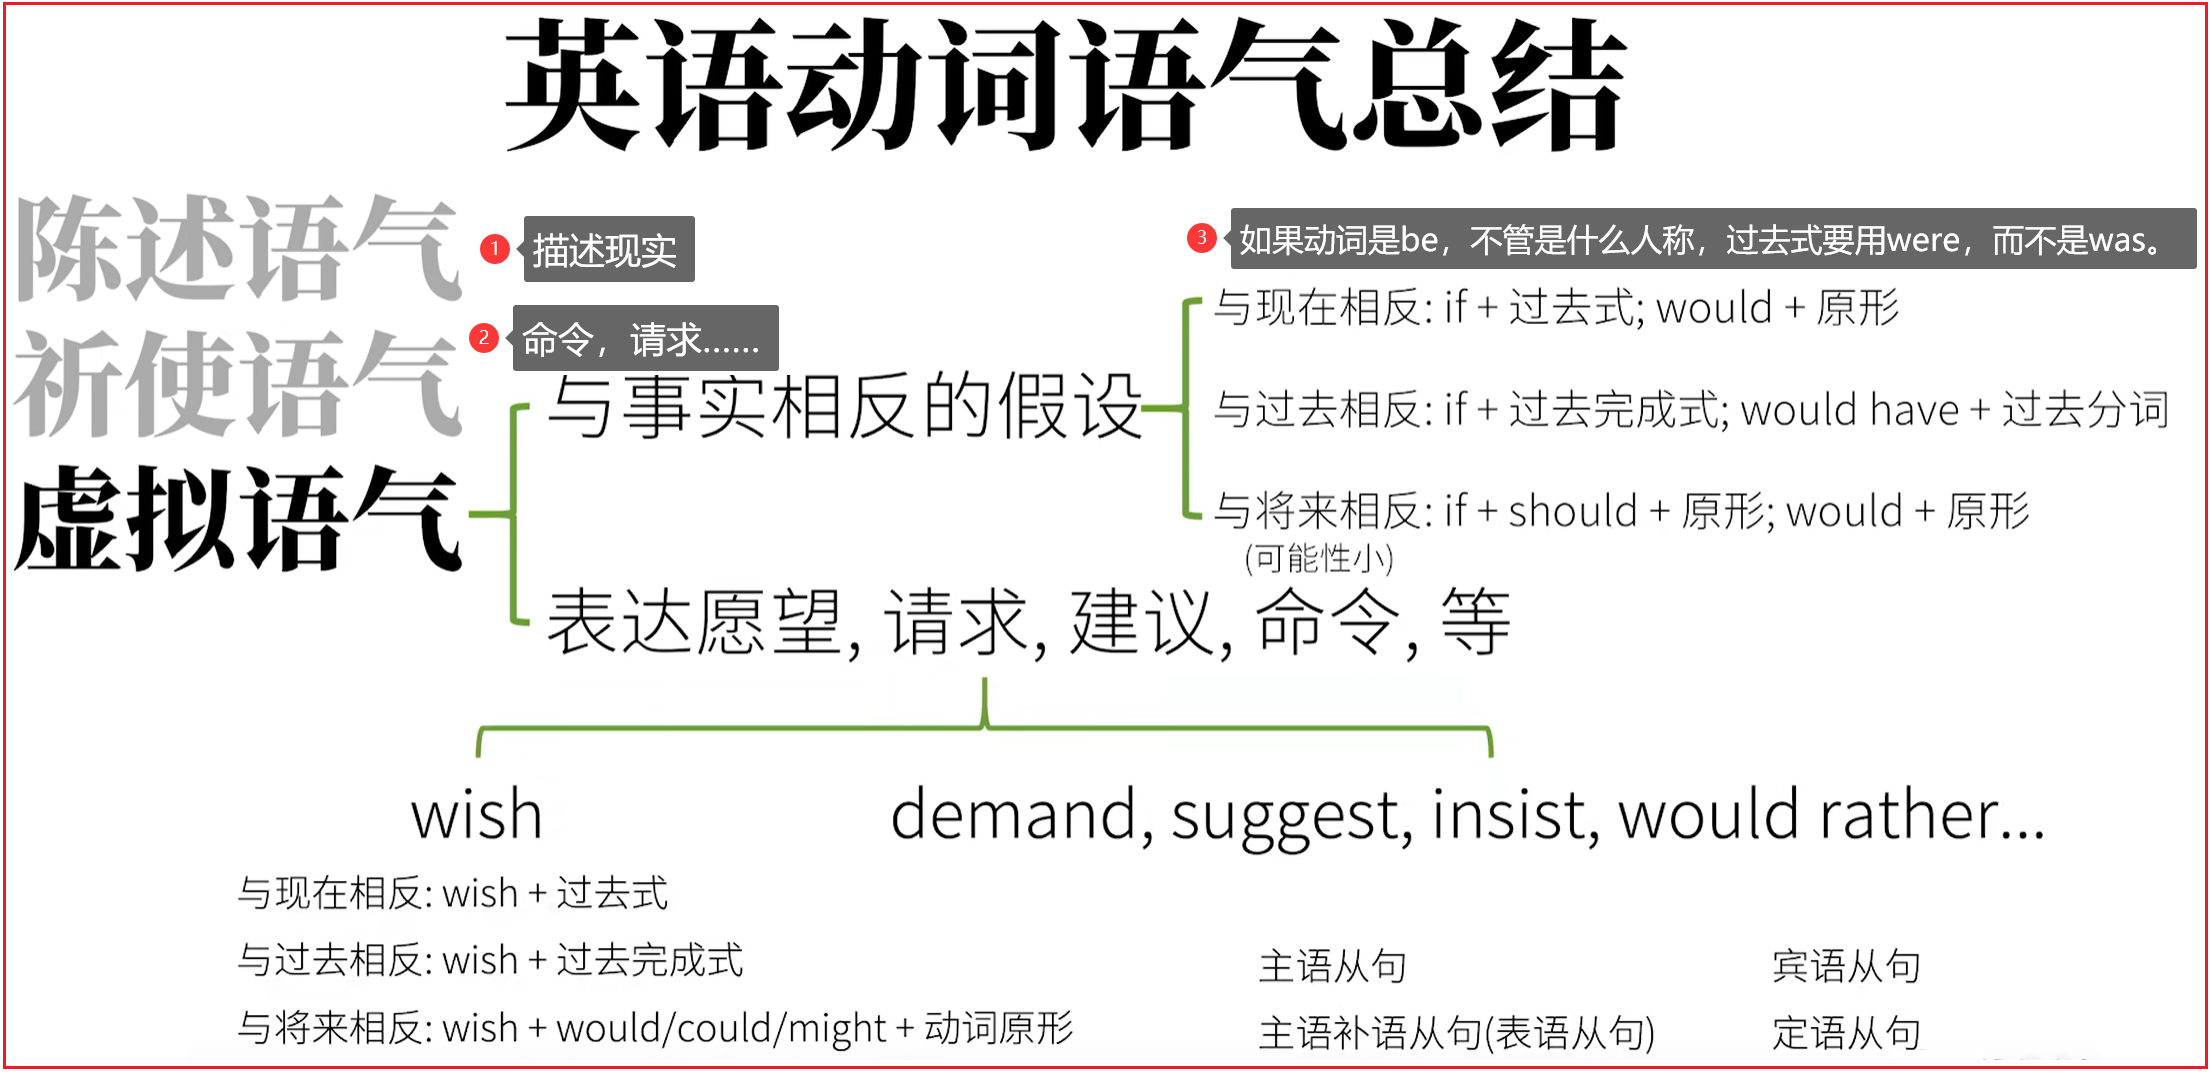 英语动词语气总结
陈述语气
1 描述现实
祈使语气
2 命令，请求......
虚拟语气
与事实相反的假设
3 如果动词是be，不管是什么人称，过去式要用were，而不是was。
与现在相反: if + 过去式; would + 原形
与过去相反: if + 过去完成式; would have + 过去分词
与将来相反: if + should + 原形; would + 原形
(可能性小)
表达愿望, 请求, 建议, 命令, 等
wish
与现在相反: wish + 过去式
与过去相反: wish + 过去完成式
与将来相反: wish + would/could/might + 动词原形
demand, suggest, insist, would rather...
主语从句 宾语从句
主语补语从句(表语从句) 定语从句